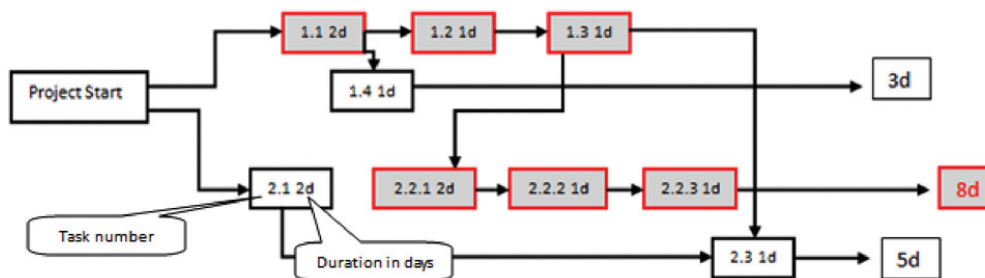 1.1 2d
1.2 1d
1.3 1d
Project Start
1.4 1d
3d
2.1 2d
2.2.1 2d
2.2.2 1d
2.2.3 1d
8d
Task number
Duration in days
2.3 1d
5d